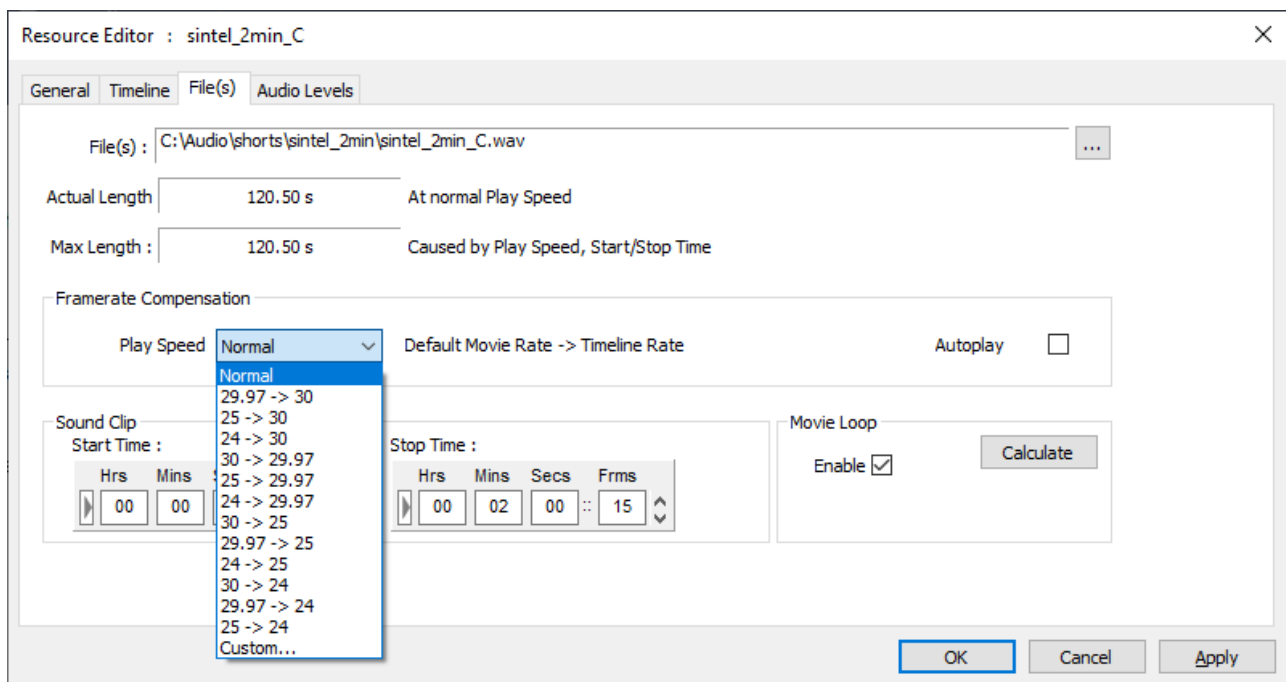 Resource Editor : sintel_2min_C
General Timeline File(s) Audio Levels
File(s) : C:\Audio\shorts\sintel_2min\sintel_2min_C.wav ...
Actual Length 120.50 s At normal Play Speed
Max Length : 120.50 s Caused by Play Speed, Start/Stop Time
Framerate Compensation
Play Speed Normal Default Movie Rate -> Timeline Rate Autoplay
Normal
29.97 -> 30
25 -> 30
24 -> 30
30 -> 29.97
25 -> 29.97
24 -> 29.97
30 -> 25
29.97 -> 25
24 -> 25
30 -> 24
29.97 -> 24
25 -> 24
Custom...
Sound Clip
Start Time :
Hrs Mins
00 00
Stop Time :
Hrs Mins Secs Frms
00 02 00 :: 15
Movie Loop
Enable Calculate
OK Cancel Apply